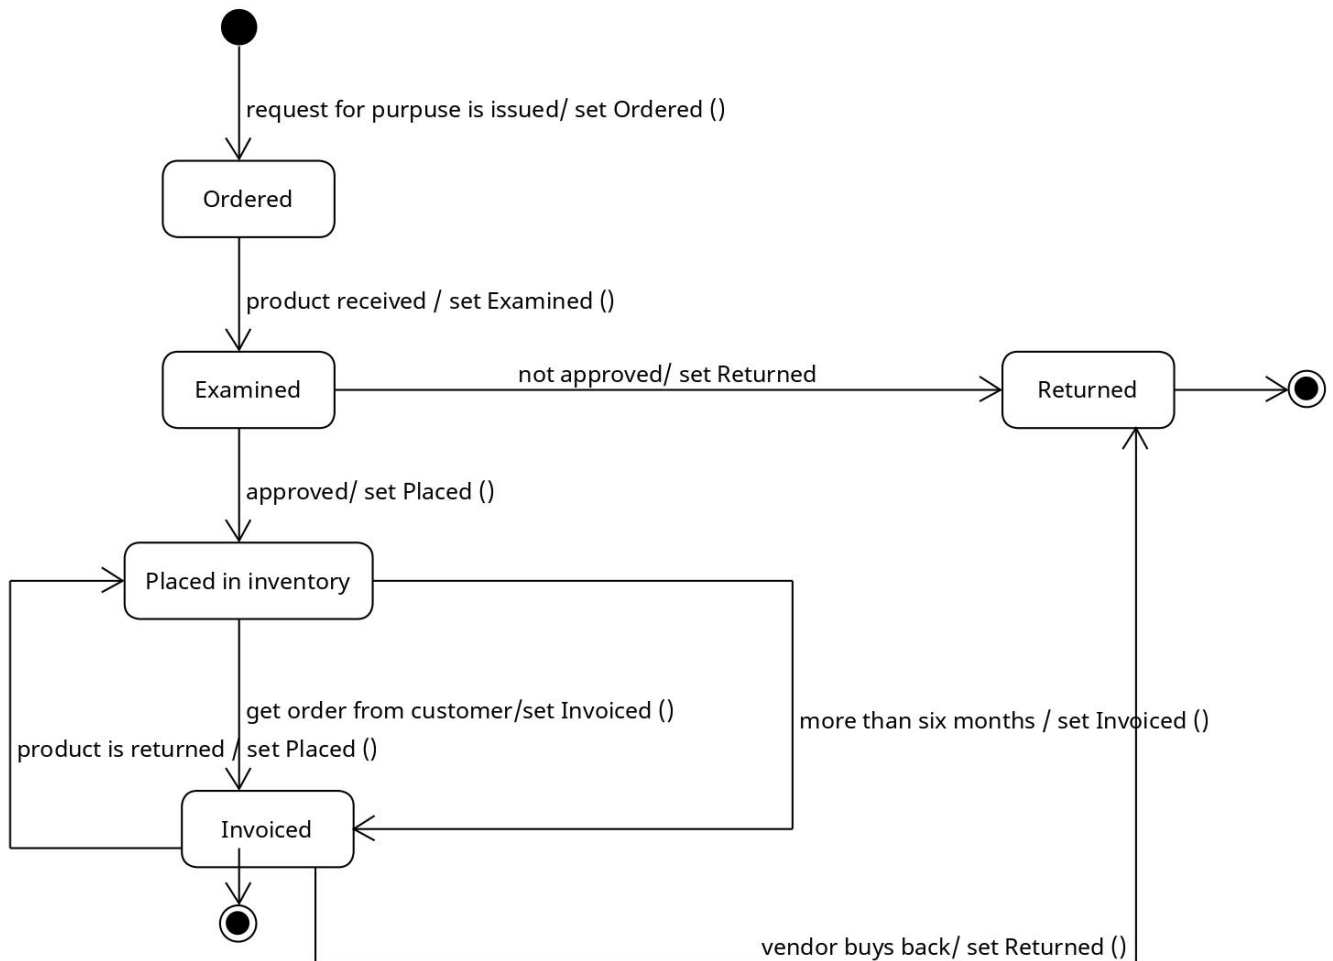 request for purpuse is issued/ set Ordered ()
Ordered
product received / set Examined ()
Examined
not approved/ set Returned
Returned
approved/ set Placed ()
Placed in inventory
get order from customer/set Invoiced ()
more than six months / set Invoiced ()
product is returned / set Placed ()
Invoiced
vendor buys back/ set Returned ()